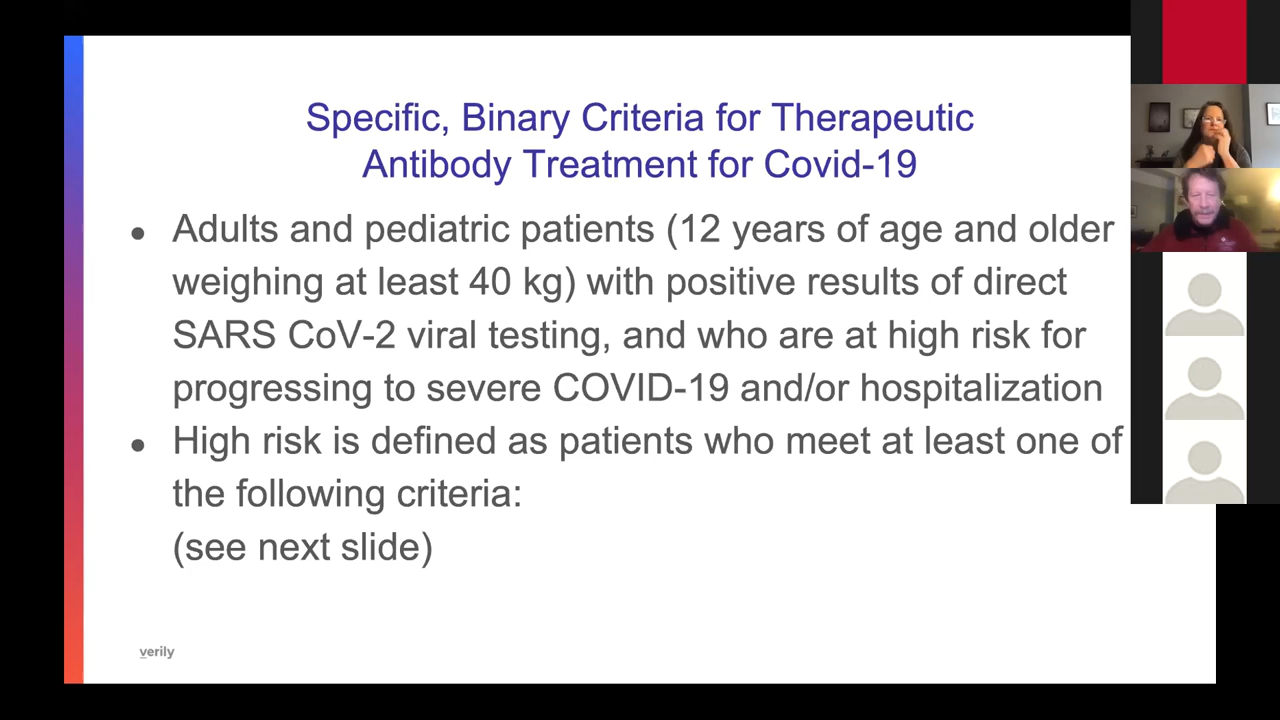 Specific, Binary Criteria for Therapeutic
Antibody Treatment for Covid-19
● Adults and pediatric patients (12 years of age and older
weighing at least 40 kg) with positive results of direct
SARS CoV-2 viral testing, and who are at high risk for
progressing to severe COVID-19 and/or hospitalization
● High risk is defined as patients who meet at least one of
the following criteria:
(see next slide)
verily